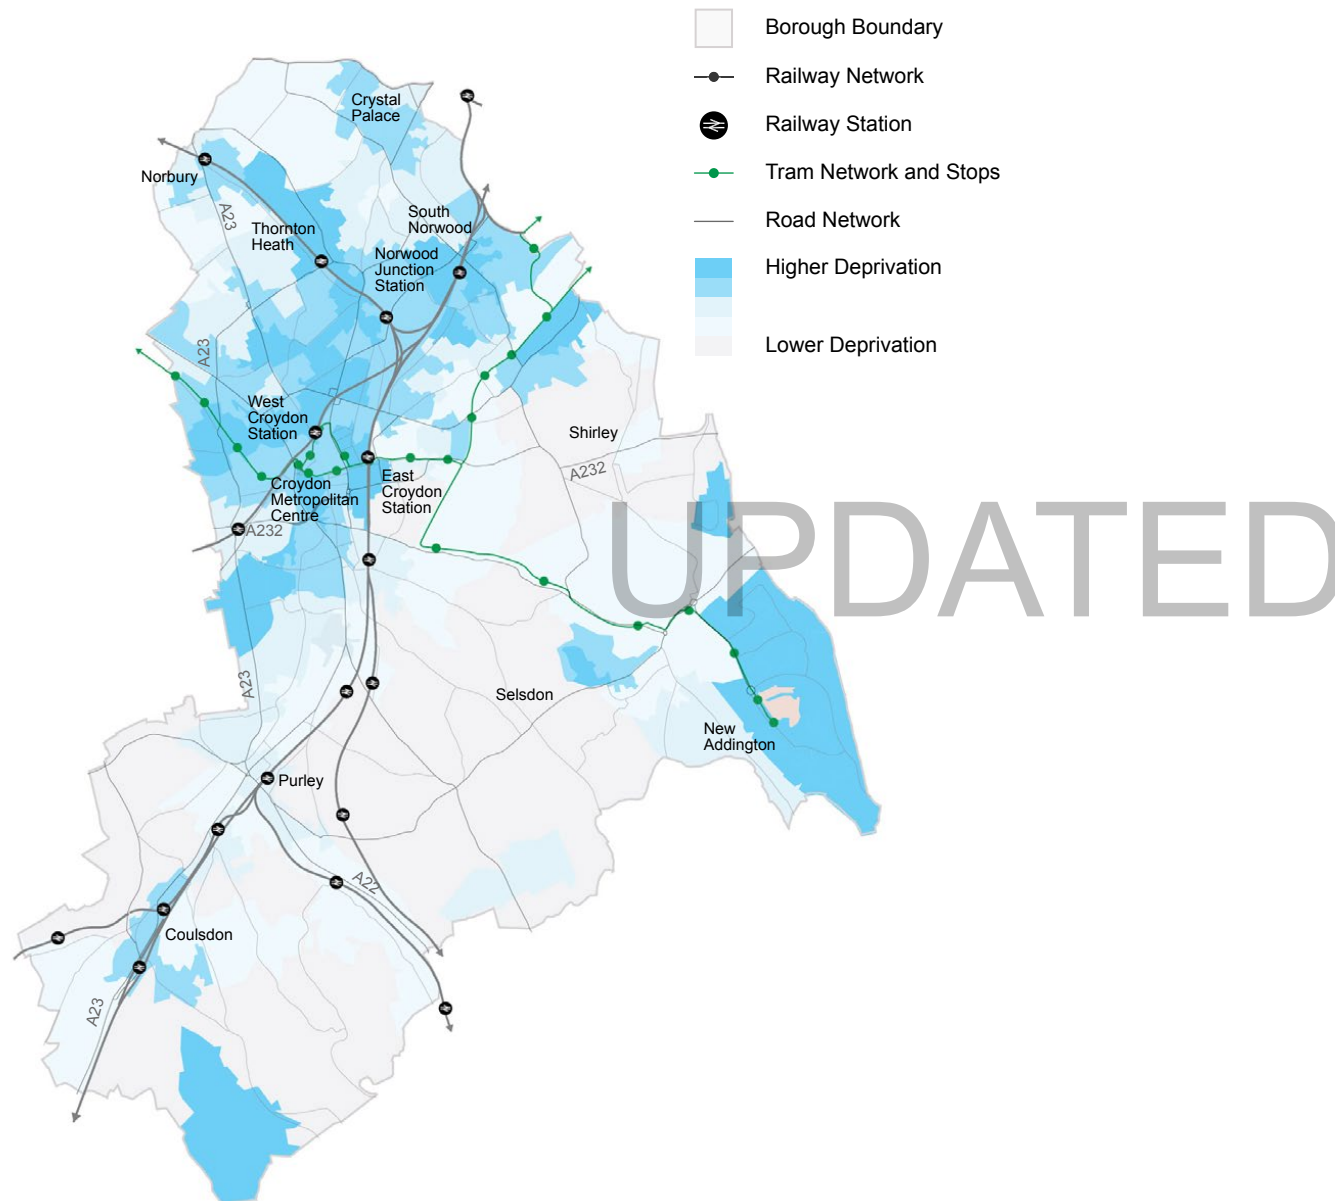 Borough Boundary
Railway Network
Railway Station
Tram Network and Stops
Road Network
Higher Deprivation
Lower Deprivation
Crystal
Palace
Norbury
A23
Thornton
Heath
South
Norwood
Norwood
Junction
Station
A23
West
Croydon
Station
Shirley
A232
East
Croydon
Station
Croydon
Metropolitan
Centre
A232
UPDATED
A23
Selsdon
New
Addington
Purley
A22
Coulsdon
A23